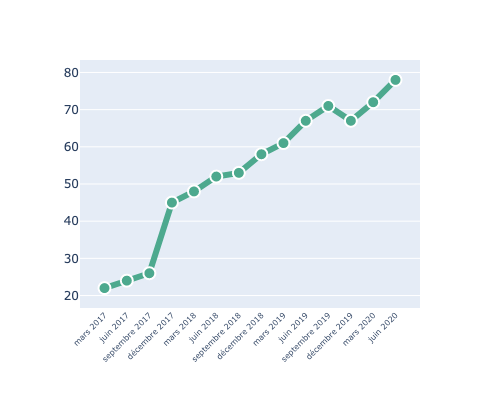 80
70
60
50
40
30
20
mars 2017
juin 2017
septembre 2017
décembre 2017
mars 2018
juin 2018
septembre 2018
décembre 2018
mars 2019
juin 2019
septembre 2019
décembre 2019
mars 2020
juin 2020